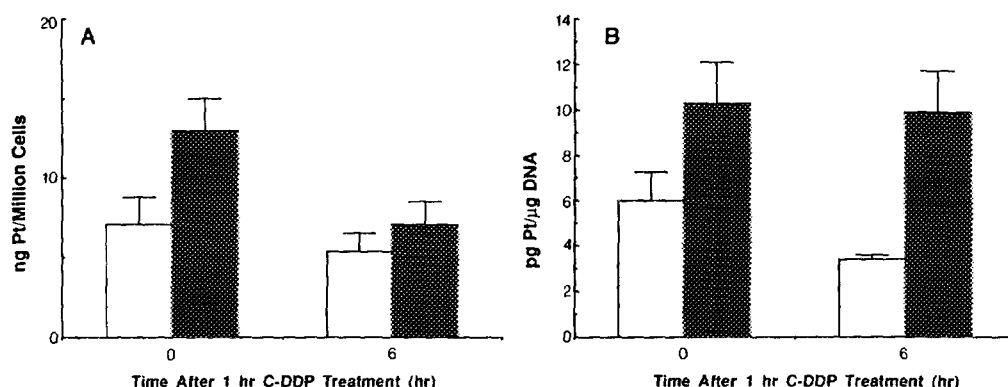 A
ng Pt/Million Cells
20
10
0
0
6
Time After 1 hr C-DDP Treatment (hr)
B
pg Pt/µg DNA
14
12
10
8
6
4
2
0
0
6
Time After 1 hr C-DDP Treatment (hr)